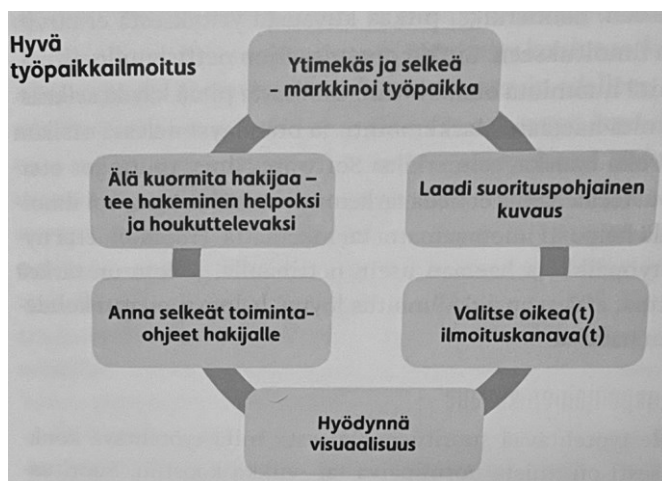 Hyvä
työpaikkailmoitus
Ytimekäs ja selkeä
– markkinoi työpaikka
Laadi suorituspohjainen
kuvaus
Valitse oikea(t)
ilmoituskanava(t)
Hyödynnä
visuaalisuus
Anna selkeät toiminta-
ohjeet hakijalle
Älä kuormita hakijaa –
tee hakeminen helpoksi
ja houkuttelevaksi